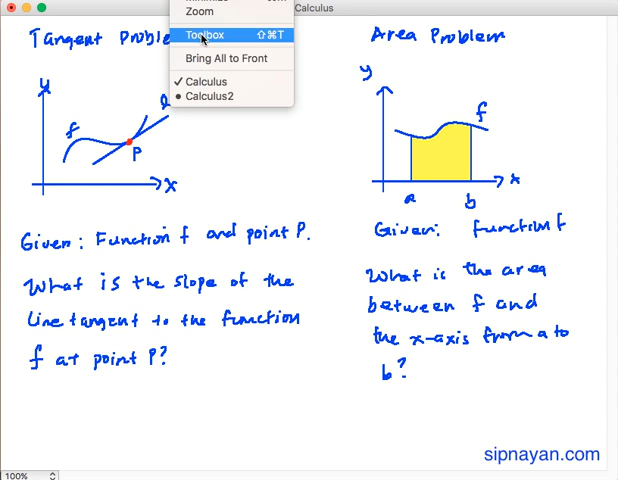 Calculus
Zoom
Toolbox ⇧⌘T
Bring All to Front
✓ Calculus
• Calculus2
Tangent Proble
y
f
P
x
Given: Function f and point P.
What is the slope of the
line tangent to the function
f at point P?
Area Problem
y
f
a
b
x
Given: function f
What is the area
between f and
the x-axis from a to
b?
sipnayan.com
100%